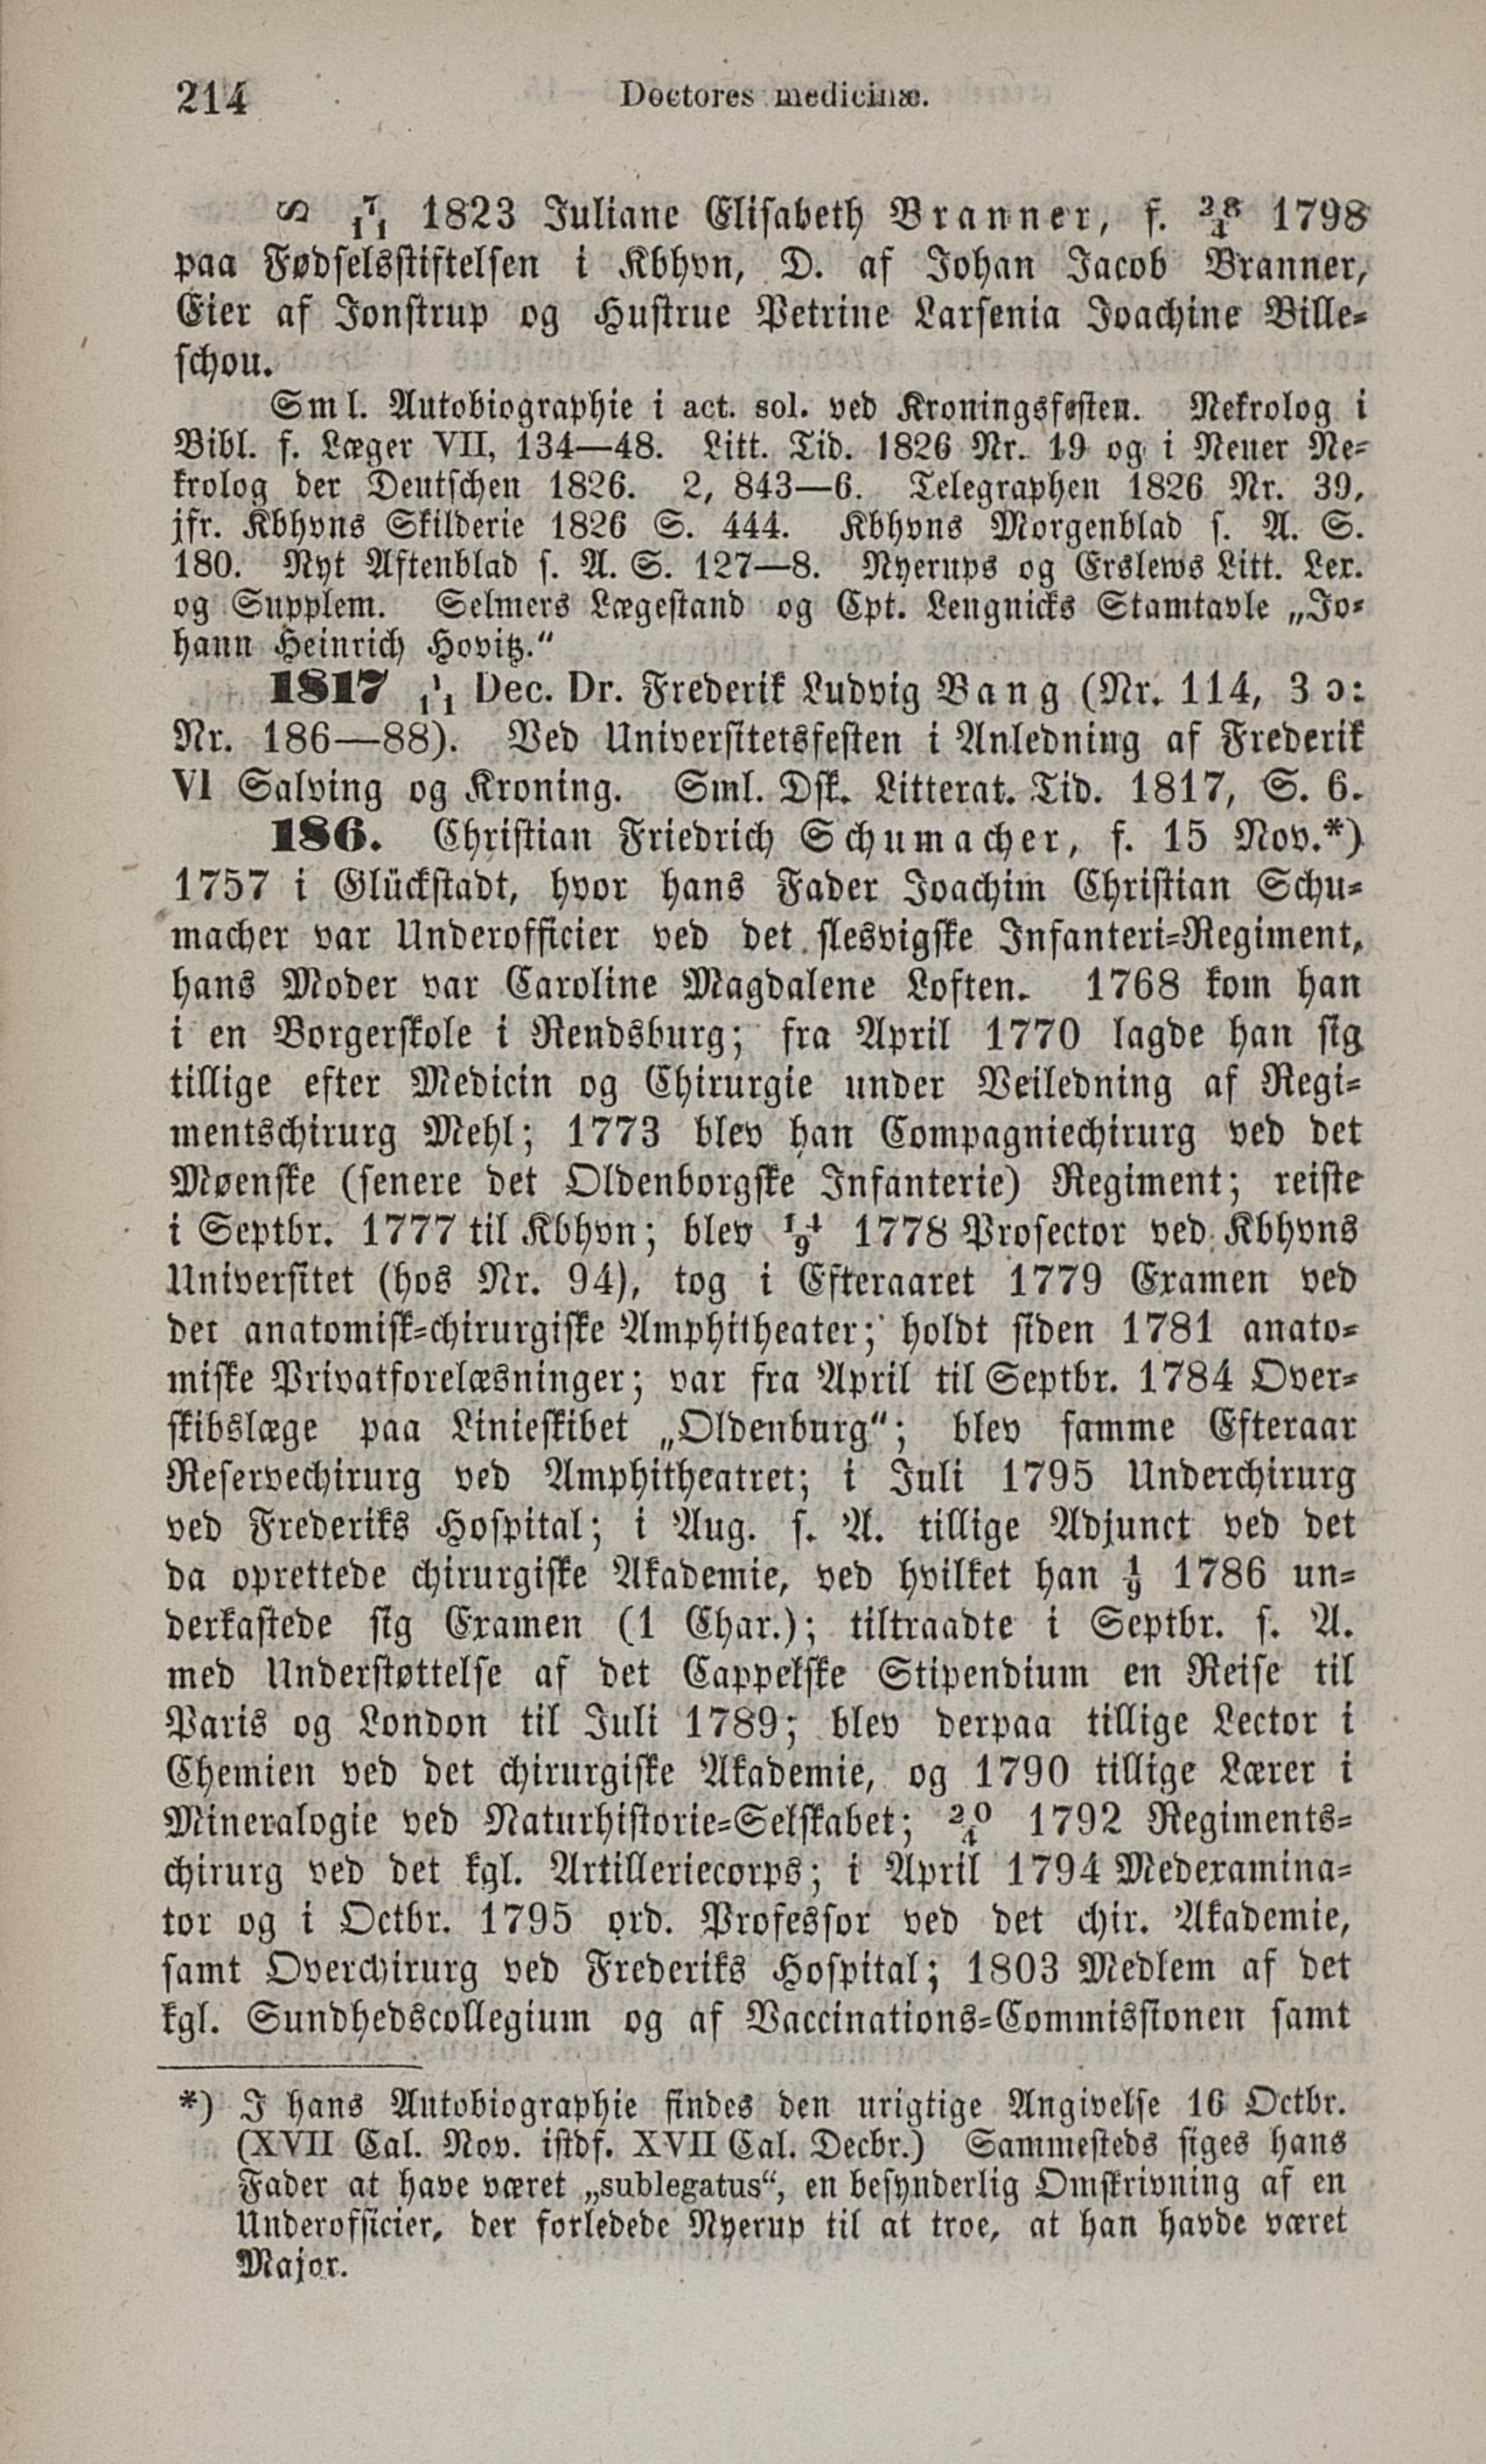 214 Doctores medicinæ.
∽ 7/11 1823 Juliane Elisabeth Branner, f. 28/4 1798
paa Fødselsstiftelsen i Kbhvn, D. af Johan Jacob Branner,
Eier af Jonstrup og Hustrue Petrine Larsenia Joachine Bille-
schou.
Sml. Autobiographie i act. sol. ved Kroningsfesten. Nekrolog i
Bibl. f. Læger VII, 134—48. Litt. Tid. 1826 Nr. 19 og i Neuer Ne-
krolog der Deutschen 1826. 2, 843—6. Telegraphen 1826 Nr. 39,
jfr. Kbhvns Skilderie 1826 S. 444. Kbhvns Morgenblad s. A. S.
180. Nyt Aftenblad s. A. S. 127—8. Nyerups og Erslews Litt. Lex.
og Supplem. Selmers Lægestand og Cpt. Lengnicks Stamtavle „Jo-
hann Heinrich Hovitz.“
1817 1/11 Dec. Dr. Frederik Ludvig Bang (Nr. 114, 3 ɔ:
Nr. 186—88). Ved Universitetsfesten i Anledning af Frederik
VI Salving og Kroning. Sml. Dsk. Litterat. Tid. 1817, S. 6.
186. Christian Friedrich Schumacher, f. 15 Nov.*)
1757 i Glückstadt, hvor hans Fader Joachim Christian Schu-
macher var Underofficier ved det slesvigske Infanteri-Regiment,
hans Moder var Caroline Magdalene Loften. 1768 kom han
i en Borgerskole i Rendsburg; fra April 1770 lagde han sig
tillige efter Medicin og Chirurgie under Veiledning af Regi-
mentschirurg Mehl; 1773 blev han Compagniechirurg ved det
Møenske (senere det Oldenborgske Infanterie) Regiment; reiste
i Septbr. 1777 til Kbhvn; blev 14/9 1778 Prosector ved Kbhvns
Universitet (hos Nr. 94), tog i Efteraaret 1779 Examen ved
det anatomisk-chirurgiske Amphitheater; holdt siden 1781 anato-
miske Privatforelæsninger; var fra April til Septbr. 1784 Over-
skibslæge paa Linieskibet „Oldenburg“; blev samme Efteraar
Reservechirurg ved Amphitheatret; i Juli 1795 Underchirurg
ved Frederiks Hospital; i Aug. s. A. tillige Adjunct ved det
da oprettede chirurgiske Akademie, ved hvilket han 1/9 1786 un-
derkastede sig Examen (1 Char.); tiltraadte i Septbr. s. A.
med Understøttelse af det Cappelske Stipendium en Reise til
Paris og London til Juli 1789; blev derpaa tillige Lector i
Chemien ved det chirurgiske Akademie, og 1790 tillige Lærer i
Mineralogie ved Naturhistorie-Selskabet; 20/4 1792 Regiments-
chirurg ved det kgl. Artilleriecorps; i April 1794 Medexamina-
tor og i Octbr. 1795 ord. Professor ved det chir. Akademie,
samt Overchirurg ved Frederiks Hospital; 1803 Medlem af det
kgl. Sundhedscollegium og af Vaccinations-Commissionen samt
*) I hans Autobiographie findes den urigtige Angivelse 16 Octbr.
(XVII Cal. Nov. istdf. XVII Cal. Decbr.) Sammesteds siges hans
Fader at have været „sublegatus“, en besynderlig Omskrivning af en
Underofficier, der forledede Nyerup til at troe, at han havde været
Major.